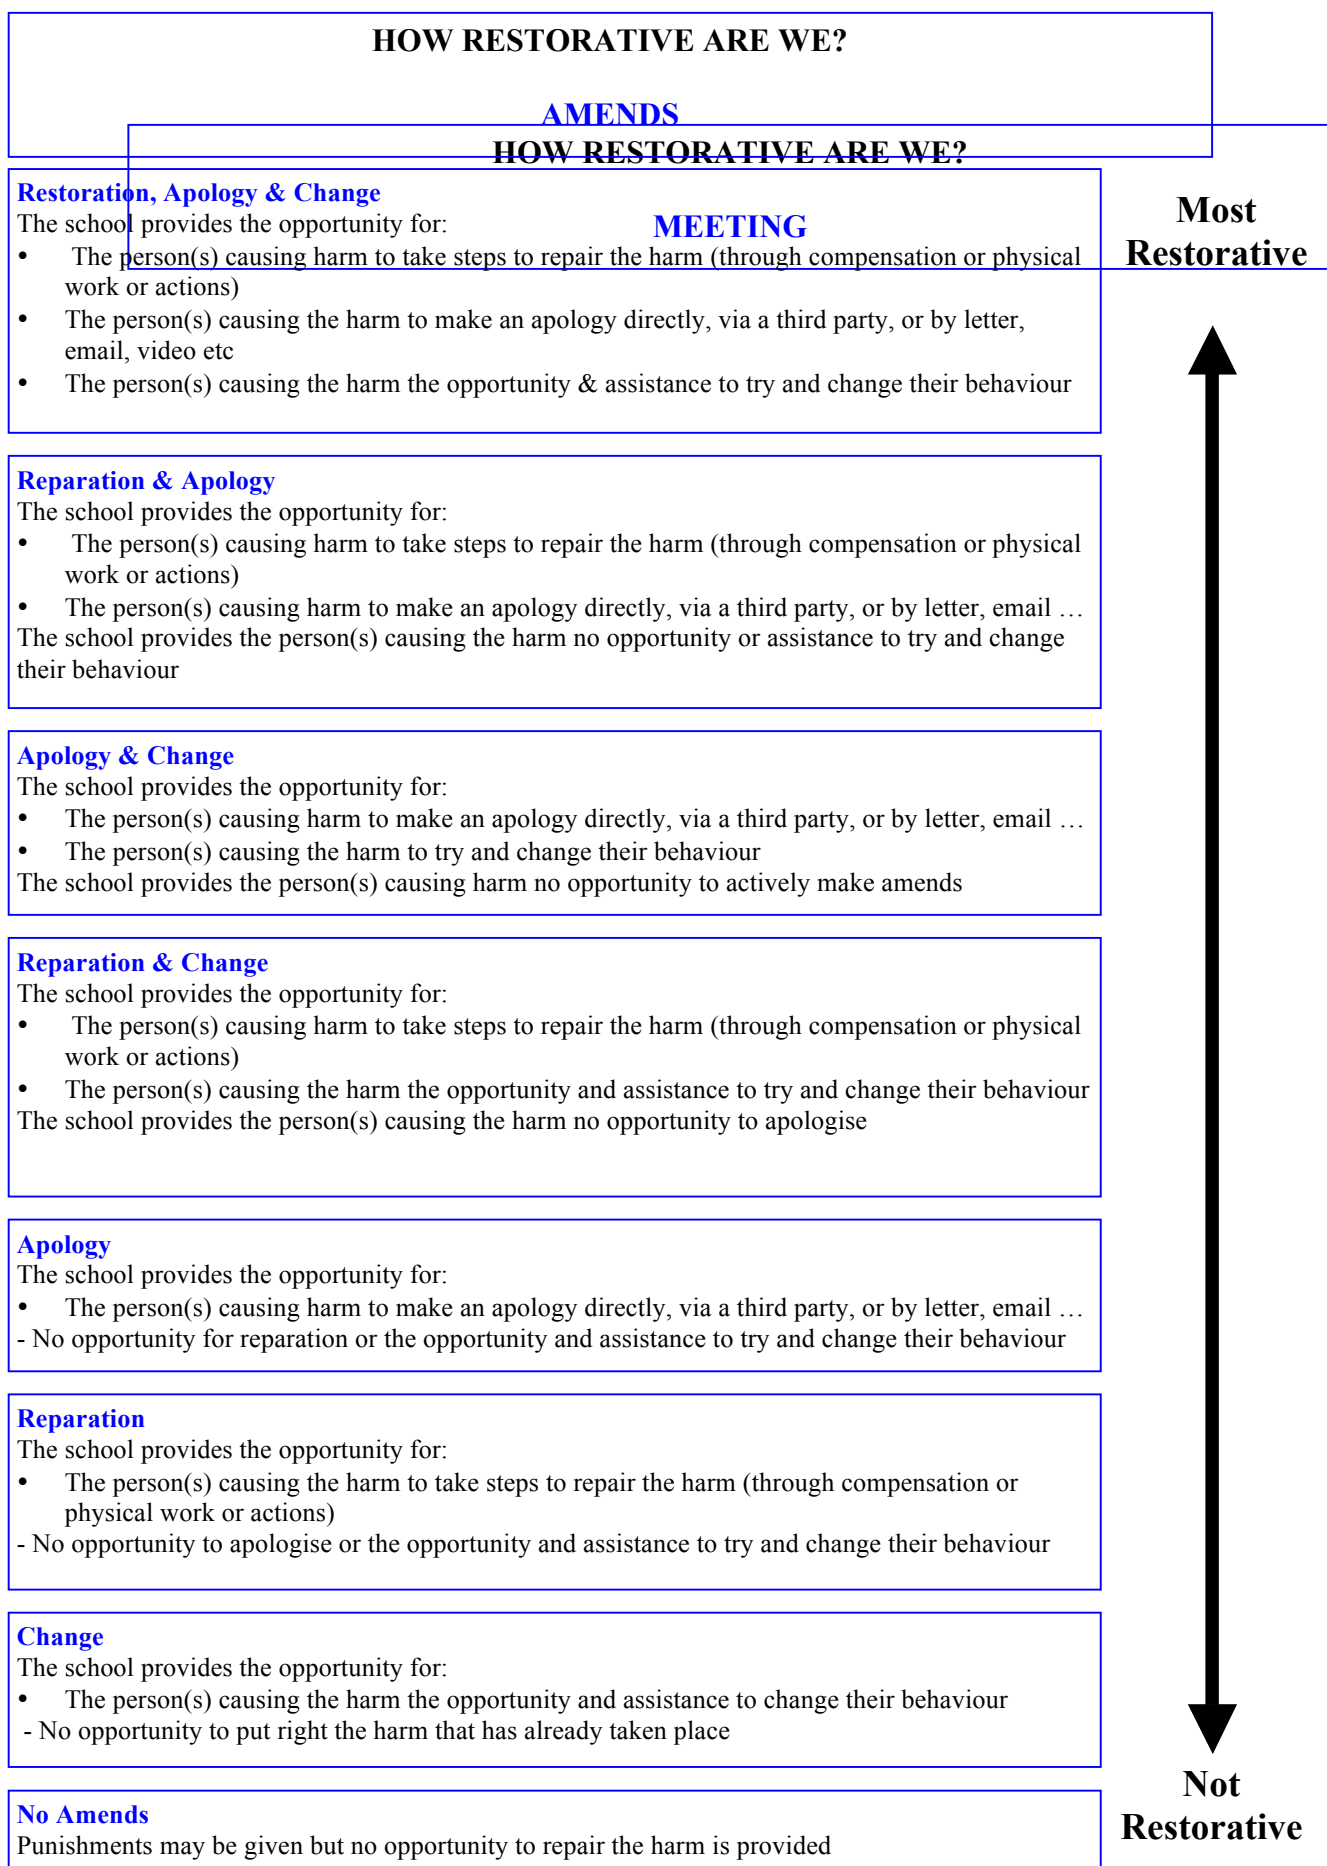 HOW RESTORATIVE ARE WE?
AMENDS
HOW RESTORATIVE ARE WE?
MEETING
Restoration, Apology & Change
The school provides the opportunity for:
• The person(s) causing harm to take steps to repair the harm (through compensation or physical
work or actions)
• The person(s) causing the harm to make an apology directly, via a third party, or by letter,
email, video etc
• The person(s) causing the harm the opportunity & assistance to try and change their behaviour
Most
Restorative
Reparation & Apology
The school provides the opportunity for:
• The person(s) causing harm to take steps to repair the harm (through compensation or physical
work or actions)
• The person(s) causing harm to make an apology directly, via a third party, or by letter, email …
The school provides the person(s) causing the harm no opportunity or assistance to try and change
their behaviour
Apology & Change
The school provides the opportunity for:
• The person(s) causing harm to make an apology directly, via a third party, or by letter, email …
• The person(s) causing the harm to try and change their behaviour
The school provides the person(s) causing harm no opportunity to actively make amends
Reparation & Change
The school provides the opportunity for:
• The person(s) causing harm to take steps to repair the harm (through compensation or physical
work or actions)
• The person(s) causing the harm the opportunity and assistance to try and change their behaviour
The school provides the person(s) causing the harm no opportunity to apologise
Apology
The school provides the opportunity for:
• The person(s) causing harm to make an apology directly, via a third party, or by letter, email …
- No opportunity for reparation or the opportunity and assistance to try and change their behaviour
Reparation
The school provides the opportunity for:
• The person(s) causing the harm to take steps to repair the harm (through compensation or
physical work or actions)
- No opportunity to apologise or the opportunity and assistance to try and change their behaviour
Change
The school provides the opportunity for:
• The person(s) causing the harm the opportunity and assistance to change their behaviour
- No opportunity to put right the harm that has already taken place
No Amends
Punishments may be given but no opportunity to repair the harm is provided
Not
Restorative